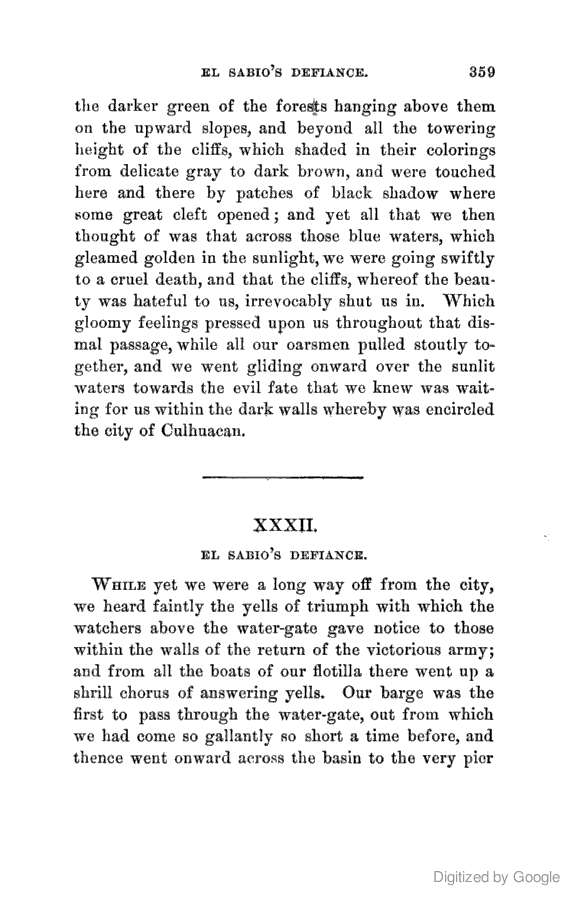 EL SABIO'S DEFIANCE. 359
the darker green of the forests hanging above them
on the upward slopes, and beyond all the towering
height of the cliffs, which shaded in their colorings
from delicate gray to dark brown, and were touched
here and there by patches of black shadow where
some great cleft opened; and yet all that we then
thought of was that across those blue waters, which
gleamed golden in the sunlight, we were going swiftly
to a cruel death, and that the cliffs, whereof the beau-
ty was hateful to us, irrevocably shut us in. Which
gloomy feelings pressed upon us throughout that dis-
mal passage, while all our oarsmen pulled stoutly to-
gether, and we went gliding onward over the sunlit
waters towards the evil fate that we knew was wait-
ing for us within the dark walls whereby was encircled
the city of Culhuacan.
XXXII.
EL SABIO'S DEFIANCE.
WHILE yet we were a long way off from the city,
we heard faintly the yells of triumph with which the
watchers above the water-gate gave notice to those
within the walls of the return of the victorious army;
and from all the boats of our flotilla there went up a
shrill chorus of answering yells. Our barge was the
first to pass through the water-gate, out from which
we had come so gallantly so short a time before, and
thence went onward across the basin to the very pier
Digitized by Google